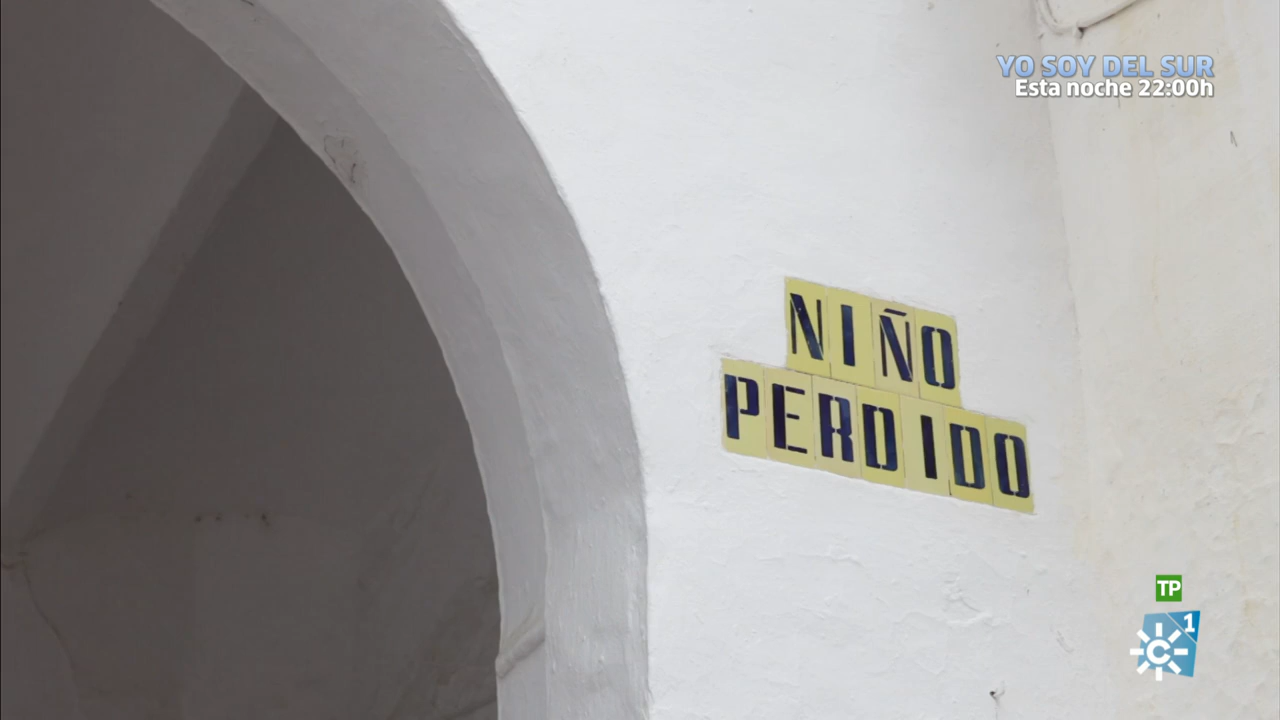 YO SOY DEL SUR
Esta noche 22:00h
NIÑO
PERDIDO
TP
1
C